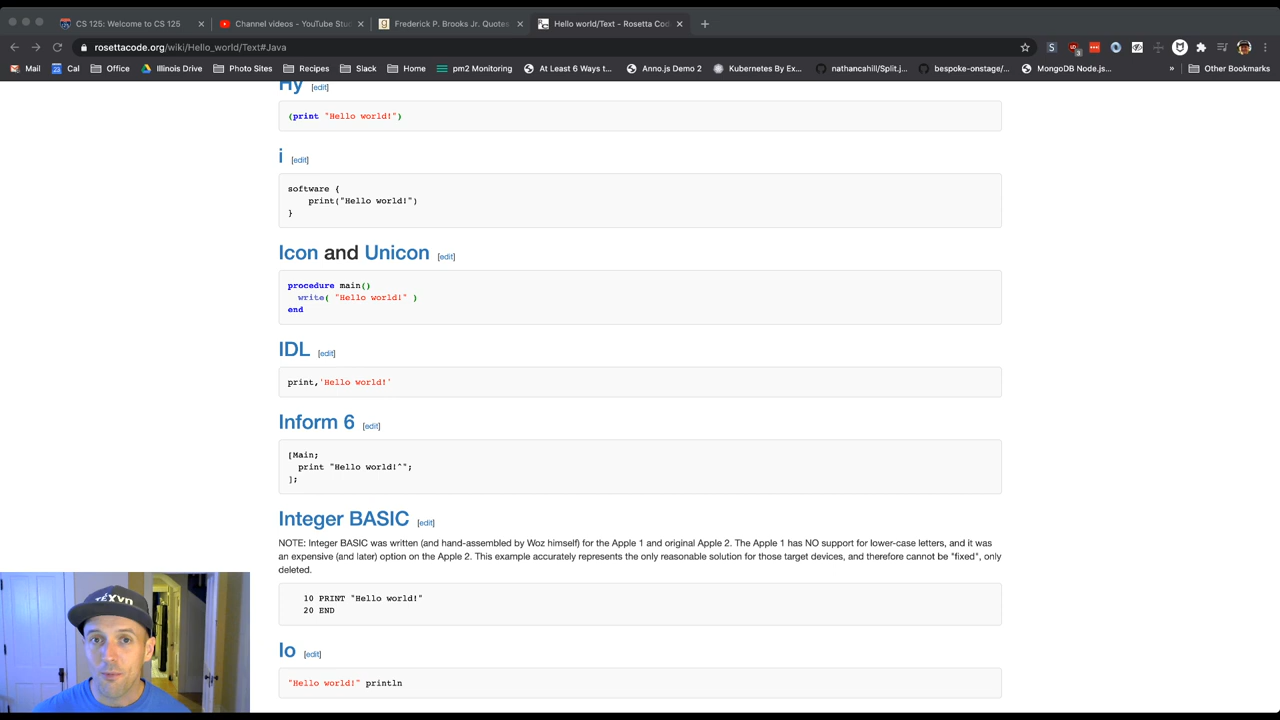 CS 125: Welcome to CS 125
Channel videos - YouTube Stu
Frederick P. Brooks Jr. Quotes
Hello world/Text - Rosetta Cod
rosettacode.org/wiki/Hello_world/Text#Java
Mail
Cal
Office
Illinois Drive
Photo Sites
Recipes
Slack
Home
pm2 Monitoring
At Least 6 Ways t...
Anno.js Demo 2
Kubernetes By Ex...
nathancahill/Split.j...
bespoke-onstage/...
MongoDB Node.js...
»
Other Bookmarks
Hy [edit]
(print "Hello world!")
i [edit]
software {
print("Hello world!")
}
Icon and Unicon [edit]
procedure main()
write( "Hello world!" )
end
IDL [edit]
print,'Hello world!'
Inform 6 [edit]
[Main;
print "Hello world!^";
];
Integer BASIC [edit]
NOTE: Integer BASIC was written (and hand-assembled by Woz himself) for the Apple 1 and original Apple 2. The Apple 1 has NO support for lower-case letters, and it was
an expensive (and later) option on the Apple 2. This example accurately represents the only reasonable solution for those target devices, and therefore cannot be "fixed", only
deleted.
10 PRINT "Hello world!"
20 END
Io [edit]
"Hello world!" println